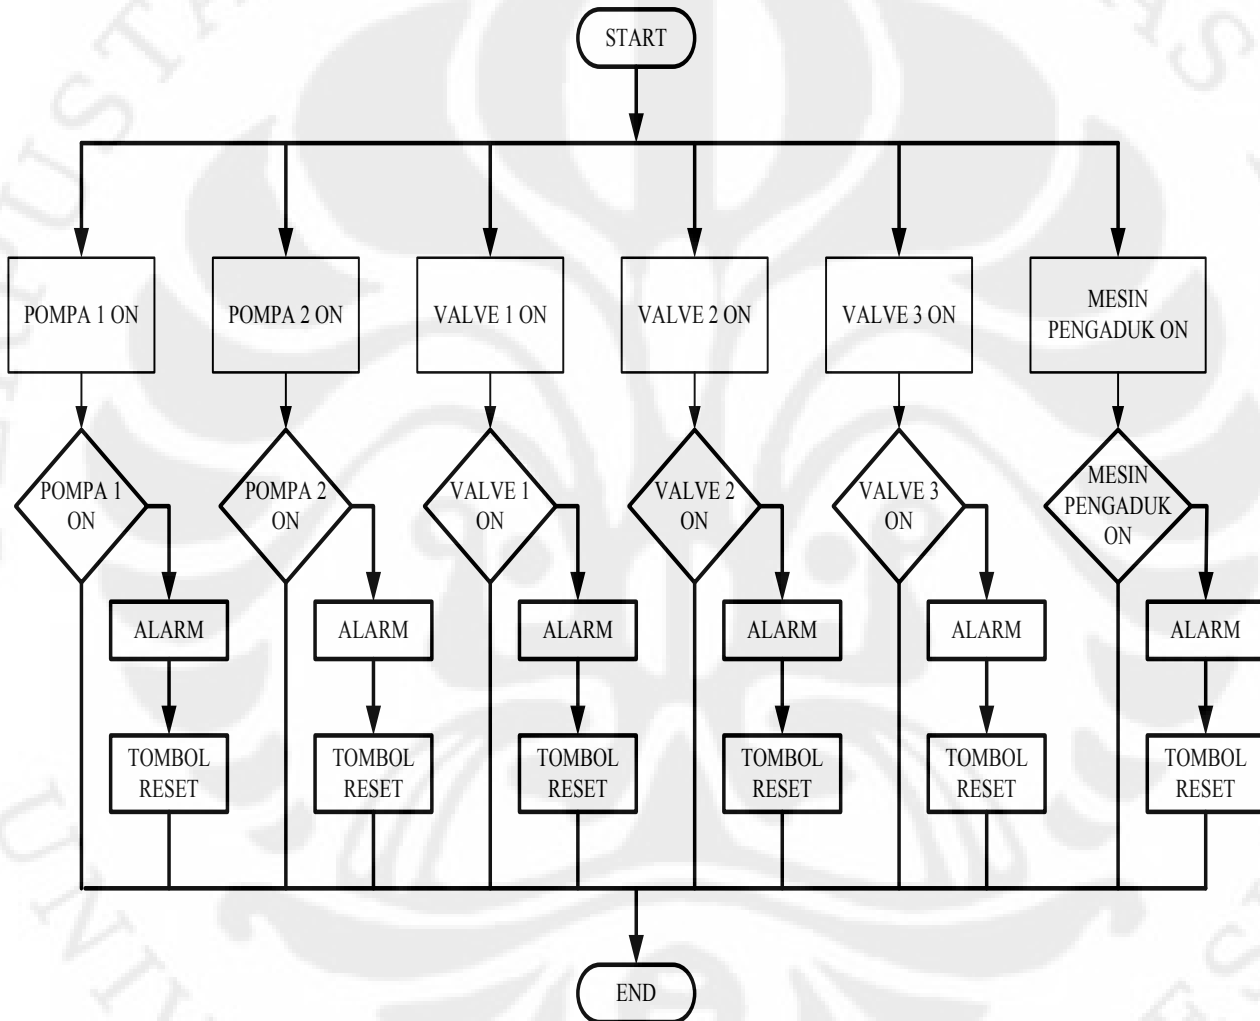 START
POMPA 1 ON
POMPA 2 ON
VALVE 1 ON
VALVE 2 ON
VALVE 3 ON
MESIN
PENGADUK ON
POMPA 1
ON
POMPA 2
ON
VALVE 1
ON
VALVE 2
ON
VALVE 3
ON
MESIN
PENGADUK
ON
ALARM
ALARM
ALARM
ALARM
ALARM
ALARM
TOMBOL
RESET
TOMBOL
RESET
TOMBOL
RESET
TOMBOL
RESET
TOMBOL
RESET
TOMBOL
RESET
END